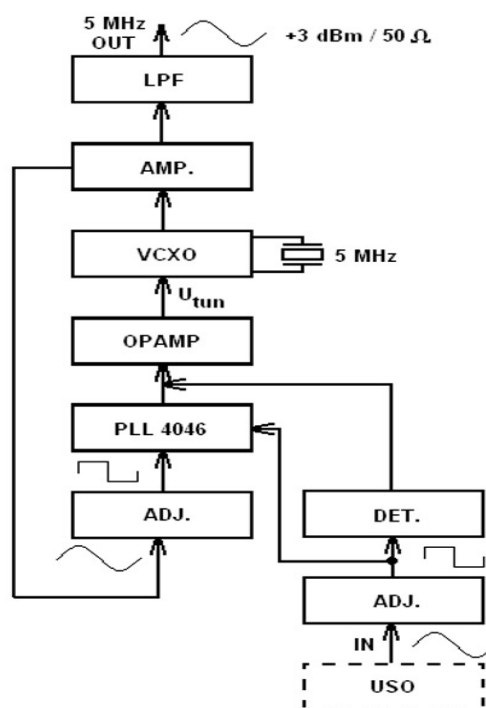 5 MHz
OUT
+3 dBm / 50 Ω
LPF
AMP.
VCXO
5 MHz
Utun
OPAMP
PLL 4046
ADJ.
DET.
ADJ.
IN
USO